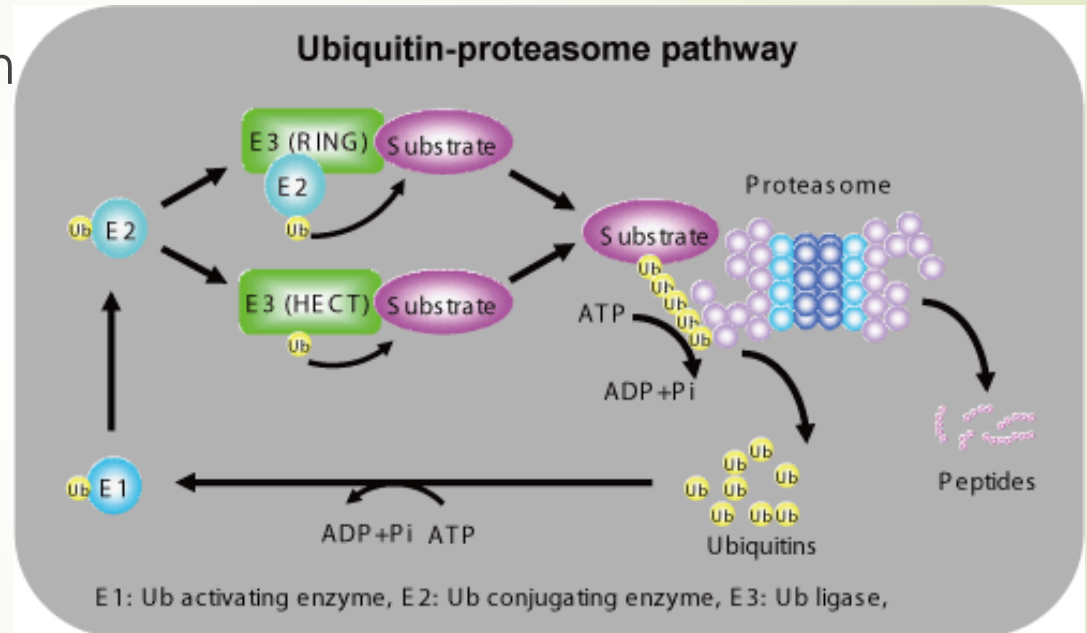 n
Ubiquitin-proteasome pathway
E3 (RING)
Substrate
E2
Ub
Proteasome
Ub
E2
Substrate
Ub
Ub
Ub
Ub
Ub
E3 (HECT)
Substrate
Ub
ATP
ADP+Pi
Ub
E1
Ub
Ub
Ub
Ub
Ub
Ub
Ub
Ub
Peptides
ADP+Pi
ATP
Ubiquitins
E1: Ub activating enzyme, E2: Ub conjugating enzyme, E3: Ub ligase,